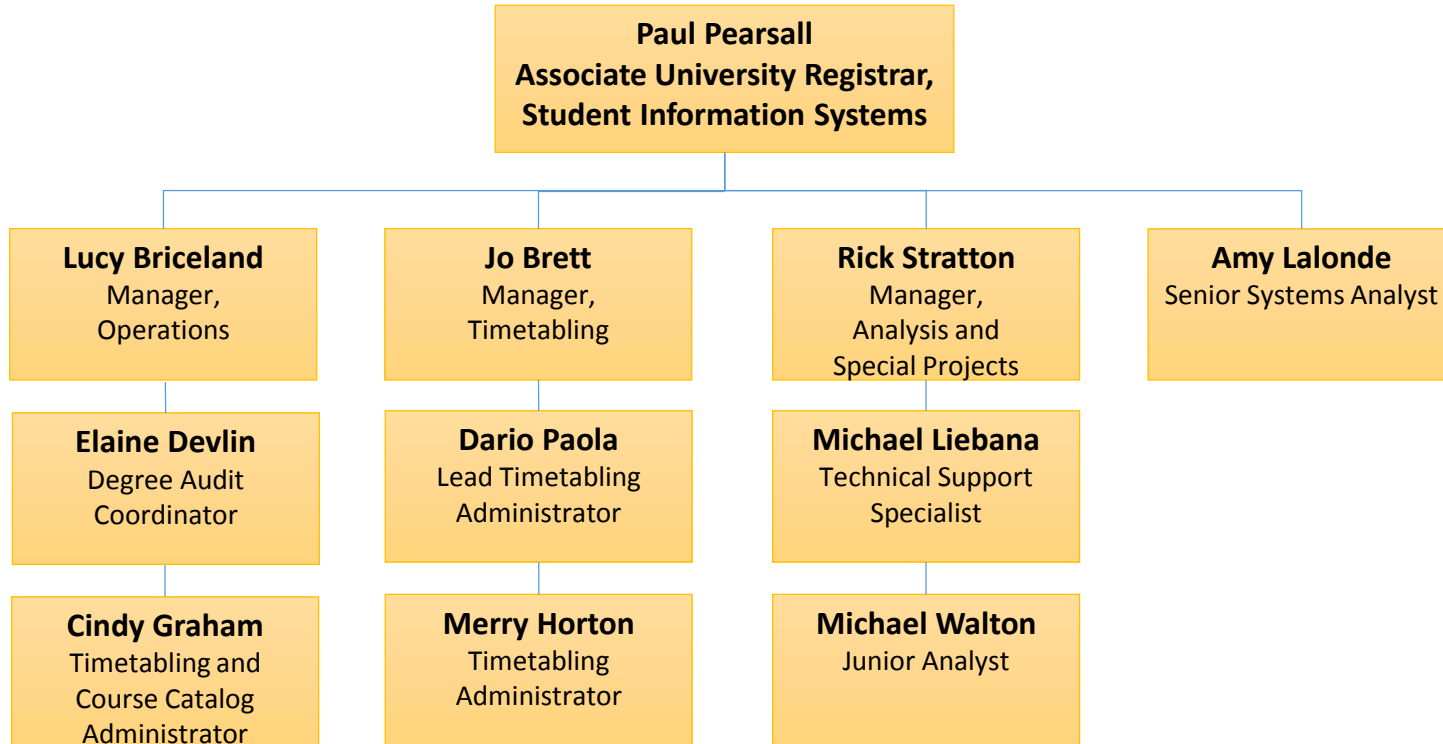 Paul Pearsall
Associate University Registrar,
Student Information Systems
Lucy Briceland
Manager,
Operations
Jo Brett
Manager,
Timetabling
Rick Stratton
Manager,
Analysis and
Special Projects
Amy Lalonde
Senior Systems Analyst
Elaine Devlin
Degree Audit
Coordinator
Dario Paola
Lead Timetabling
Administrator
Michael Liebana
Technical Support
Specialist
Cindy Graham
Timetabling and
Course Catalog
Administrator
Merry Horton
Timetabling
Administrator
Michael Walton
Junior Analyst